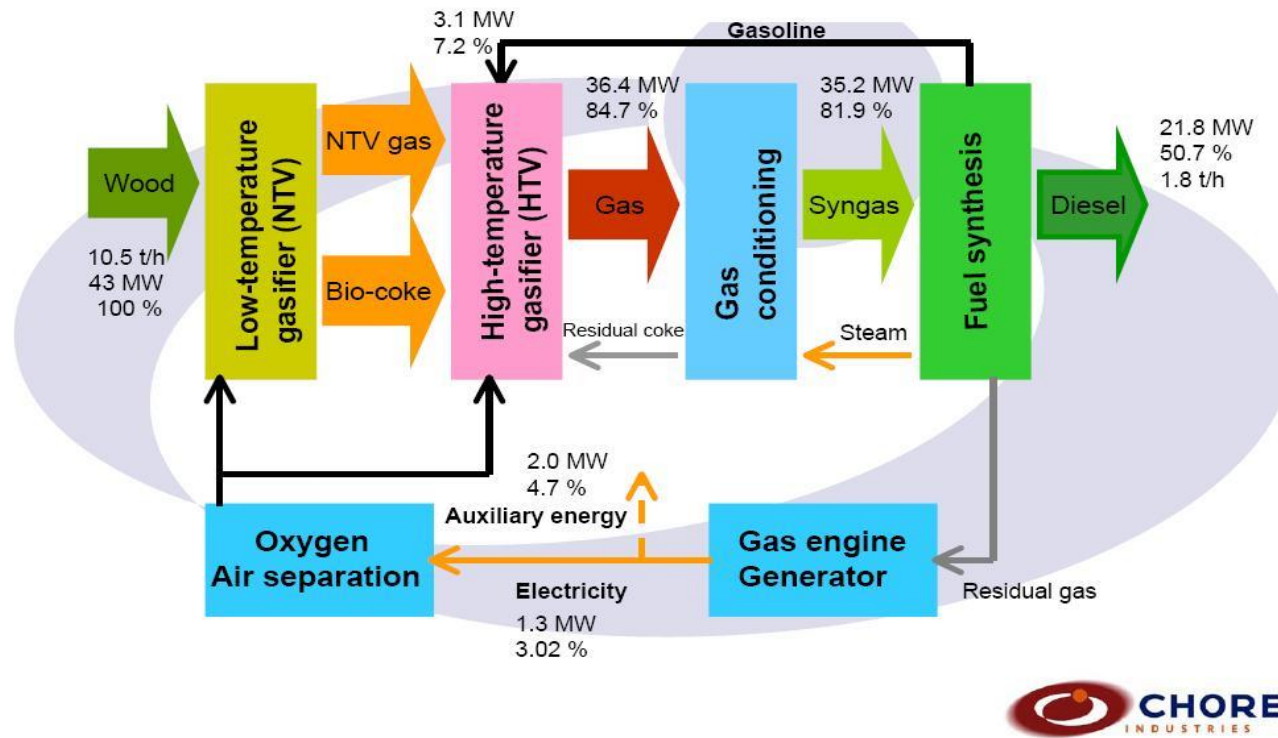 3.1 MW
7.2 %
Gasoline
36.4 MW
84.7 %
35.2 MW
81.9 %
21.8 MW
50.7 %
1.8 t/h
Wood
10.5 t/h
43 MW
100 %
Low-temperature
gasifier (NTV)
NTV gas
Bio-coke
High-temperature
gasifier (HTV)
Gas
Residual coke
Gas
conditioning
Syngas
Steam
Fuel synthesis
Diesel
2.0 MW
4.7 %
Auxiliary energy
Oxygen
Air separation
Electricity
1.3 MW
3.02 %
Gas engine
Generator
Residual gas
CHORE
INDUSTRIES